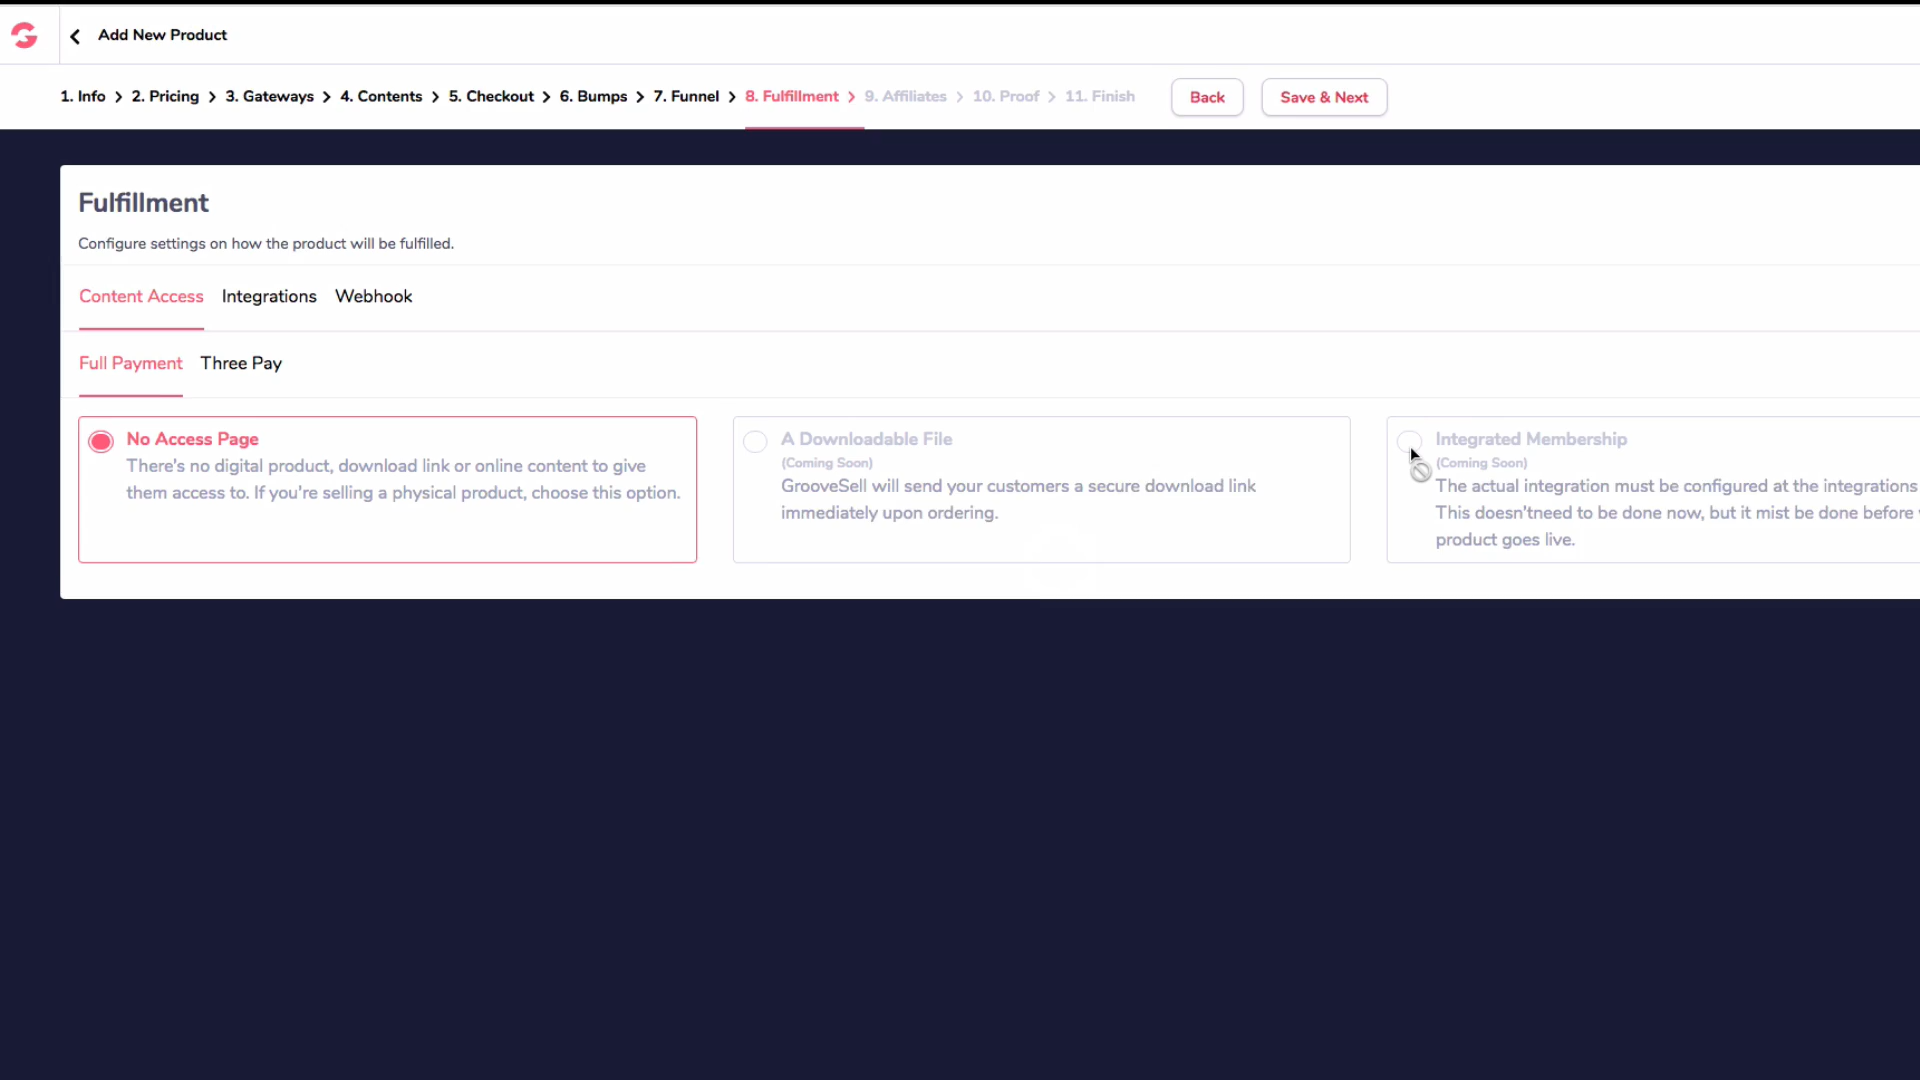 Add New Product
1. Info > 2. Pricing > 3. Gateways > 4. Contents > 5. Checkout > 6. Bumps > 7. Funnel > 8. Fulfillment > 9. Affiliates > 10. Proof > 11. Finish Back Save & Next
Fulfillment
Configure settings on how the product will be fulfilled.
Content Access Integrations Webhook
Full Payment Three Pay
No Access Page
There's no digital product, download link or online content to give
them access to. If you're selling a physical product, choose this option.
A Downloadable File
(Coming Soon)
GrooveSell will send your customers a secure download link
immediately upon ordering.
Integrated Membership
(Coming Soon)
The actual integration must be configured at the integrations
This doesn'tneed to be done now, but it mist be done before
product goes live.